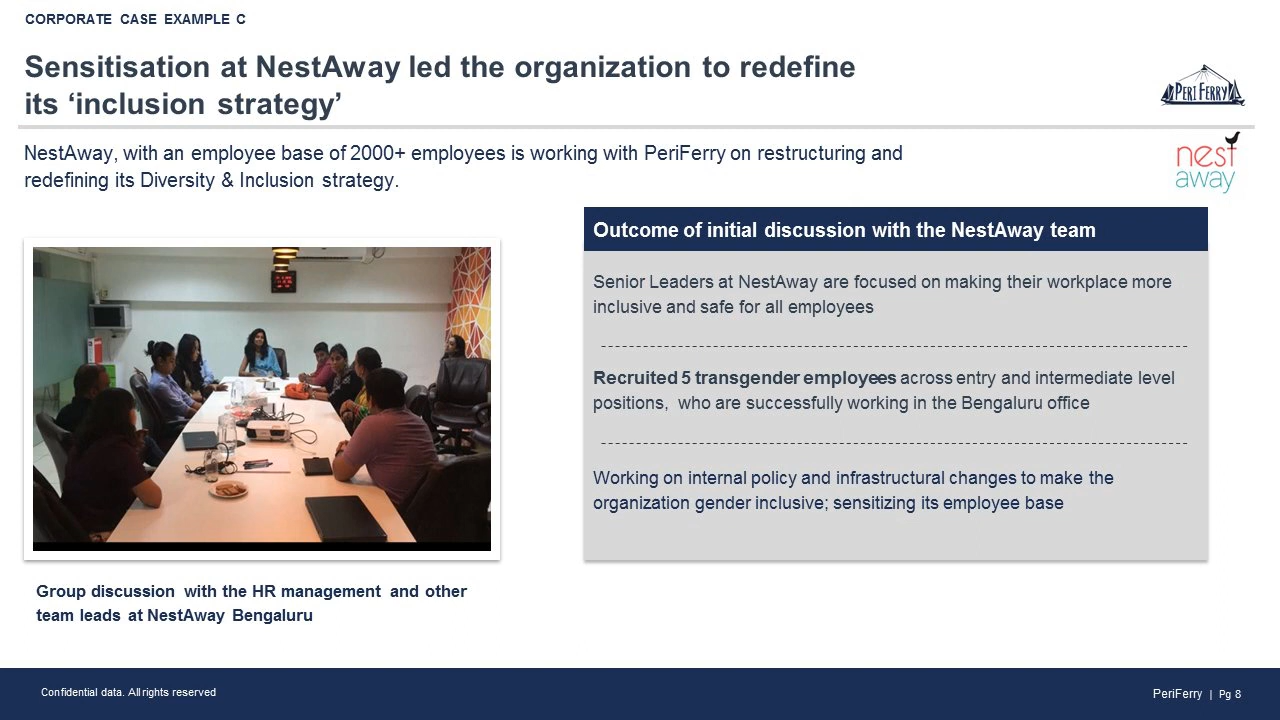 CORPORATE CASE EXAMPLE C
Sensitisation at NestAway led the organization to redefine
its ‘inclusion strategy’
PERI FERRY
NestAway, with an employee base of 2000+ employees is working with PeriFerry on restructuring and
redefining its Diversity & Inclusion strategy.
nest
away
Outcome of initial discussion with the NestAway team
Senior Leaders at NestAway are focused on making their workplace more
inclusive and safe for all employees
Recruited 5 transgender employees across entry and intermediate level
positions, who are successfully working in the Bengaluru office
Working on internal policy and infrastructural changes to make the
organization gender inclusive; sensitizing its employee base
Group discussion with the HR management and other
team leads at NestAway Bengaluru
Confidential data. All rights reserved
PeriFerry | Pg 8